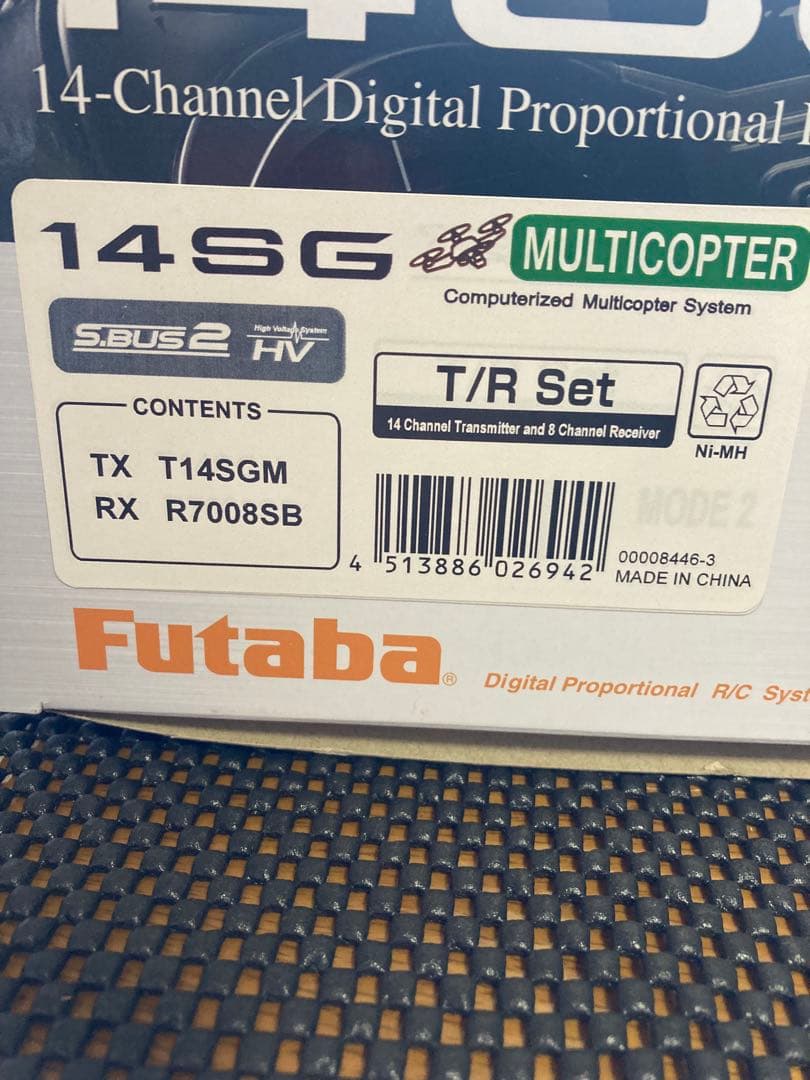 14-Channel Digital Proportional
14SG MULTICOPTER
Computerized Multicopter System
S.BUS2 High Voltage System HV
T/R Set
14 Channel Transmitter and 8 Channel Receiver
Ni-MH
CONTENTS
TX T14SGM
RX R7008SB
MODE 2
4 513886 026942
00008446-3
MADE IN CHINA
Futaba®
Digital Proportional R/C Syst